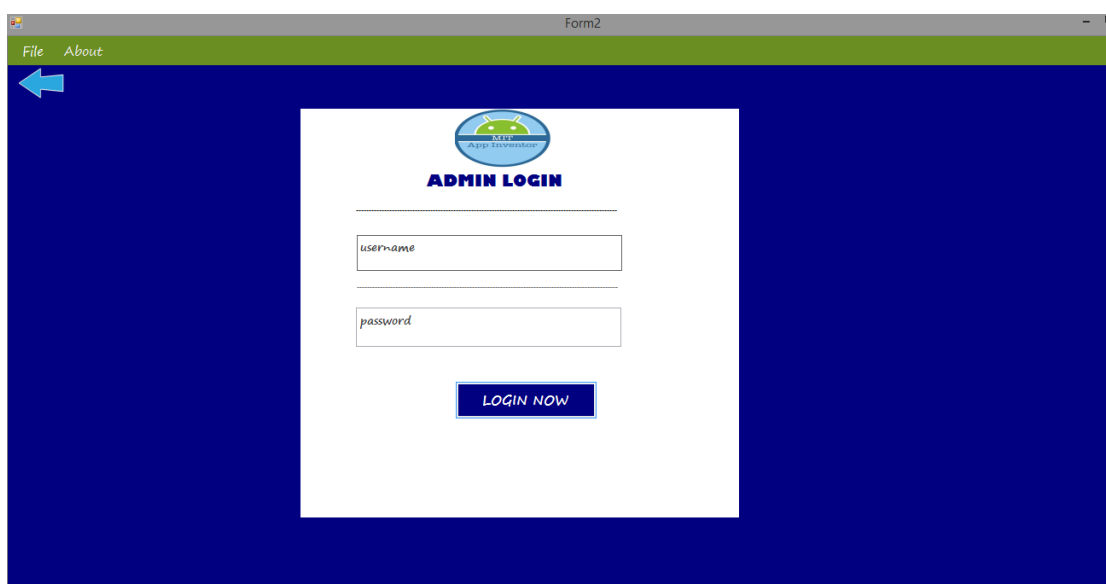 Form2
File About
MIT
App Inventor
ADMIN LOGIN
username
password
LOGIN NOW